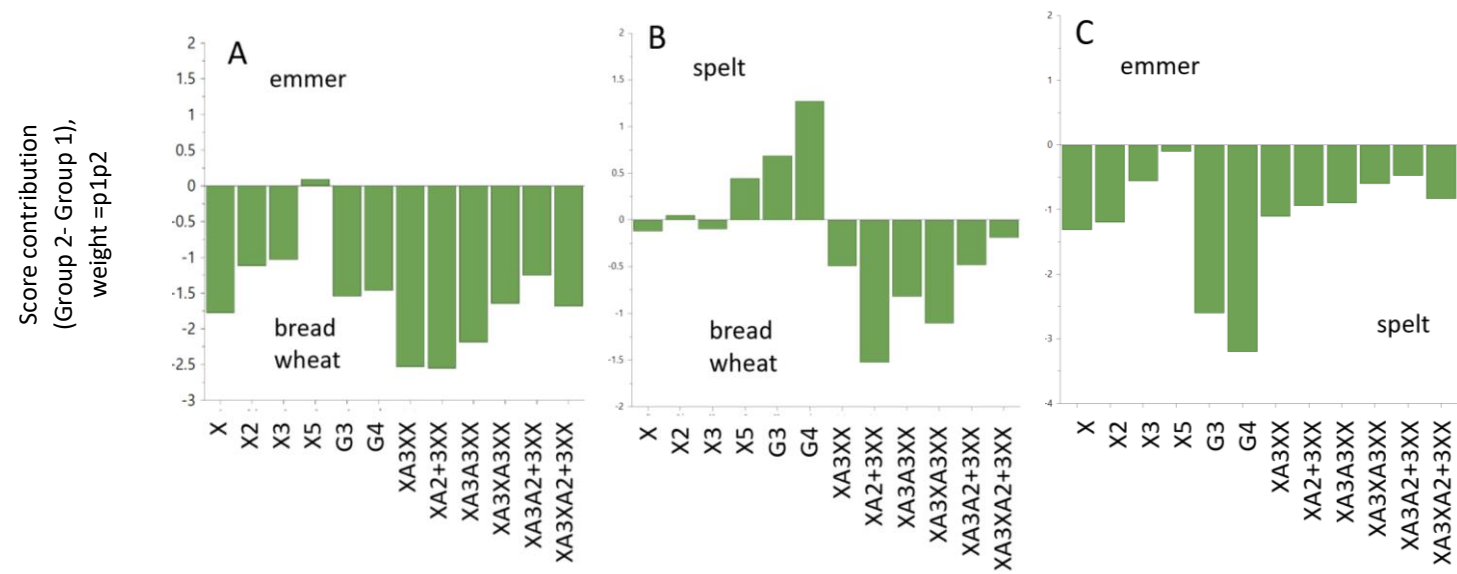 Score contribution
(Group 2- Group 1),
weight =p1p2
A
emmer
bread
wheat
2
1.5
1
0.5
0
-0.5
-1
-1.5
-2
-2.5
-3
X
X2
X3
X5
G3
G4
XA3XX
XA2+3XX
XA3A3XX
XA3XA3XX
XA3A2+3XX
XA3XA2+3XX
B
spelt
bread
wheat
2
1.5
1
0.5
0
-0.5
-1
-1.5
-2
X
X2
X3
X5
G3
G4
XA3XX
XA2+3XX
XA3A3XX
XA3XA3XX
XA3A2+3XX
XA3XA2+3XX
C
emmer
spelt
2
1
0
-1
-2
-3
-4
X
X2
X3
X5
G3
G4
XA3XX
XA2+3XX
XA3A3XX
XA3XA3XX
XA3A2+3XX
XA3XA2+3XX